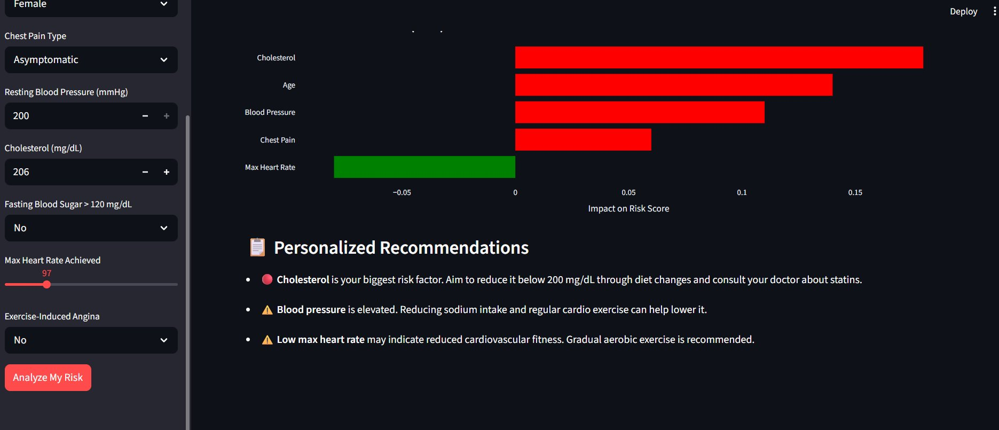 Female
Chest Pain Type
Asymptomatic
Resting Blood Pressure (mmHg)
200
Cholesterol (mg/dL)
206
Fasting Blood Sugar > 120 mg/dL
No
Max Heart Rate Achieved
97
Exercise-Induced Angina
No
Analyze My Risk
Deploy
Cholesterol
Age
Blood Pressure
Chest Pain
Max Heart Rate
−0.05 0 0.05 0.1 0.15
Impact on Risk Score
📋 Personalized Recommendations
• 🔴 Cholesterol is your biggest risk factor. Aim to reduce it below 200 mg/dL through diet changes and consult your doctor about statins.
• ⚠️ Blood pressure is elevated. Reducing sodium intake and regular cardio exercise can help lower it.
• ⚠️ Low max heart rate may indicate reduced cardiovascular fitness. Gradual aerobic exercise is recommended.